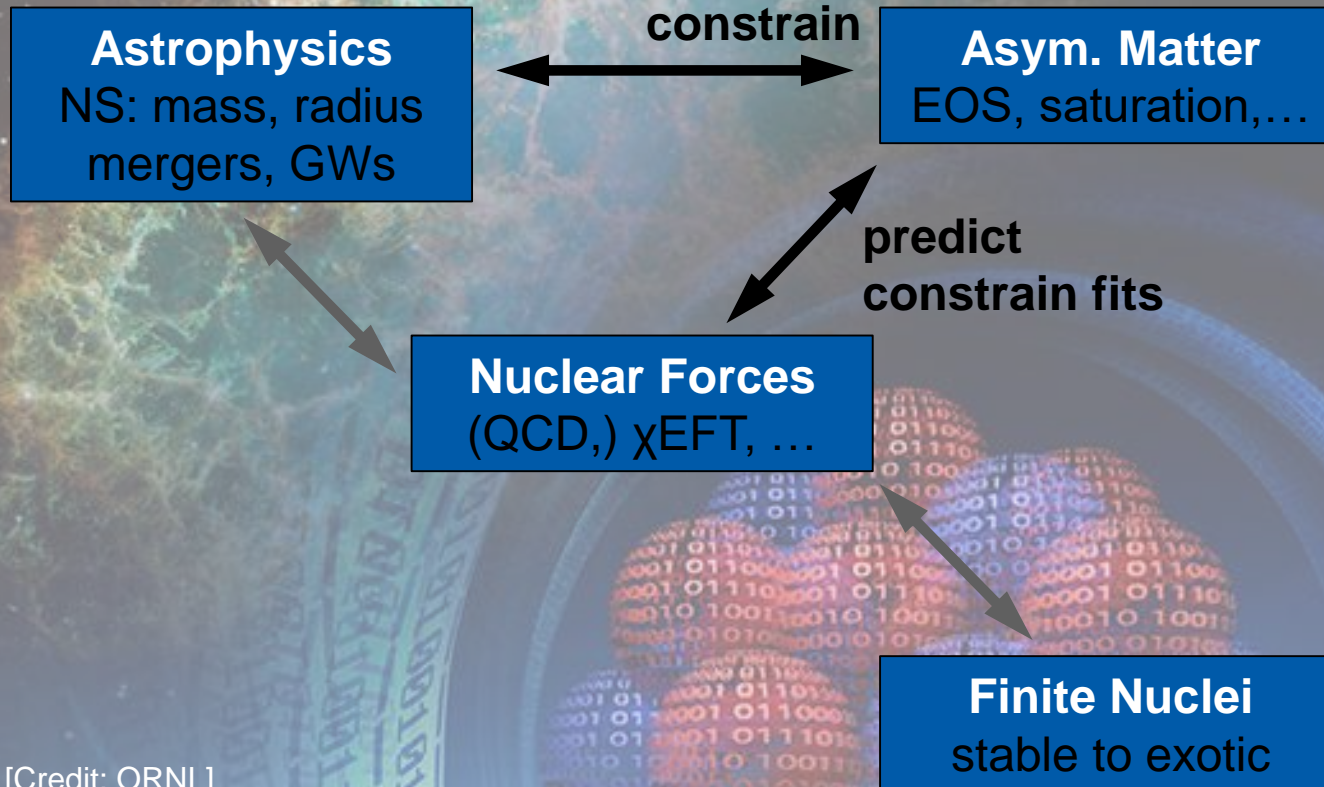 constrain
Astrophysics
NS: mass, radius
mergers, GWs
Asym. Matter
EOS, saturation,…
predict
constrain fits
Nuclear Forces
(QCD,) χEFT, …
Finite Nuclei
stable to exotic
[Credit: ORNL]